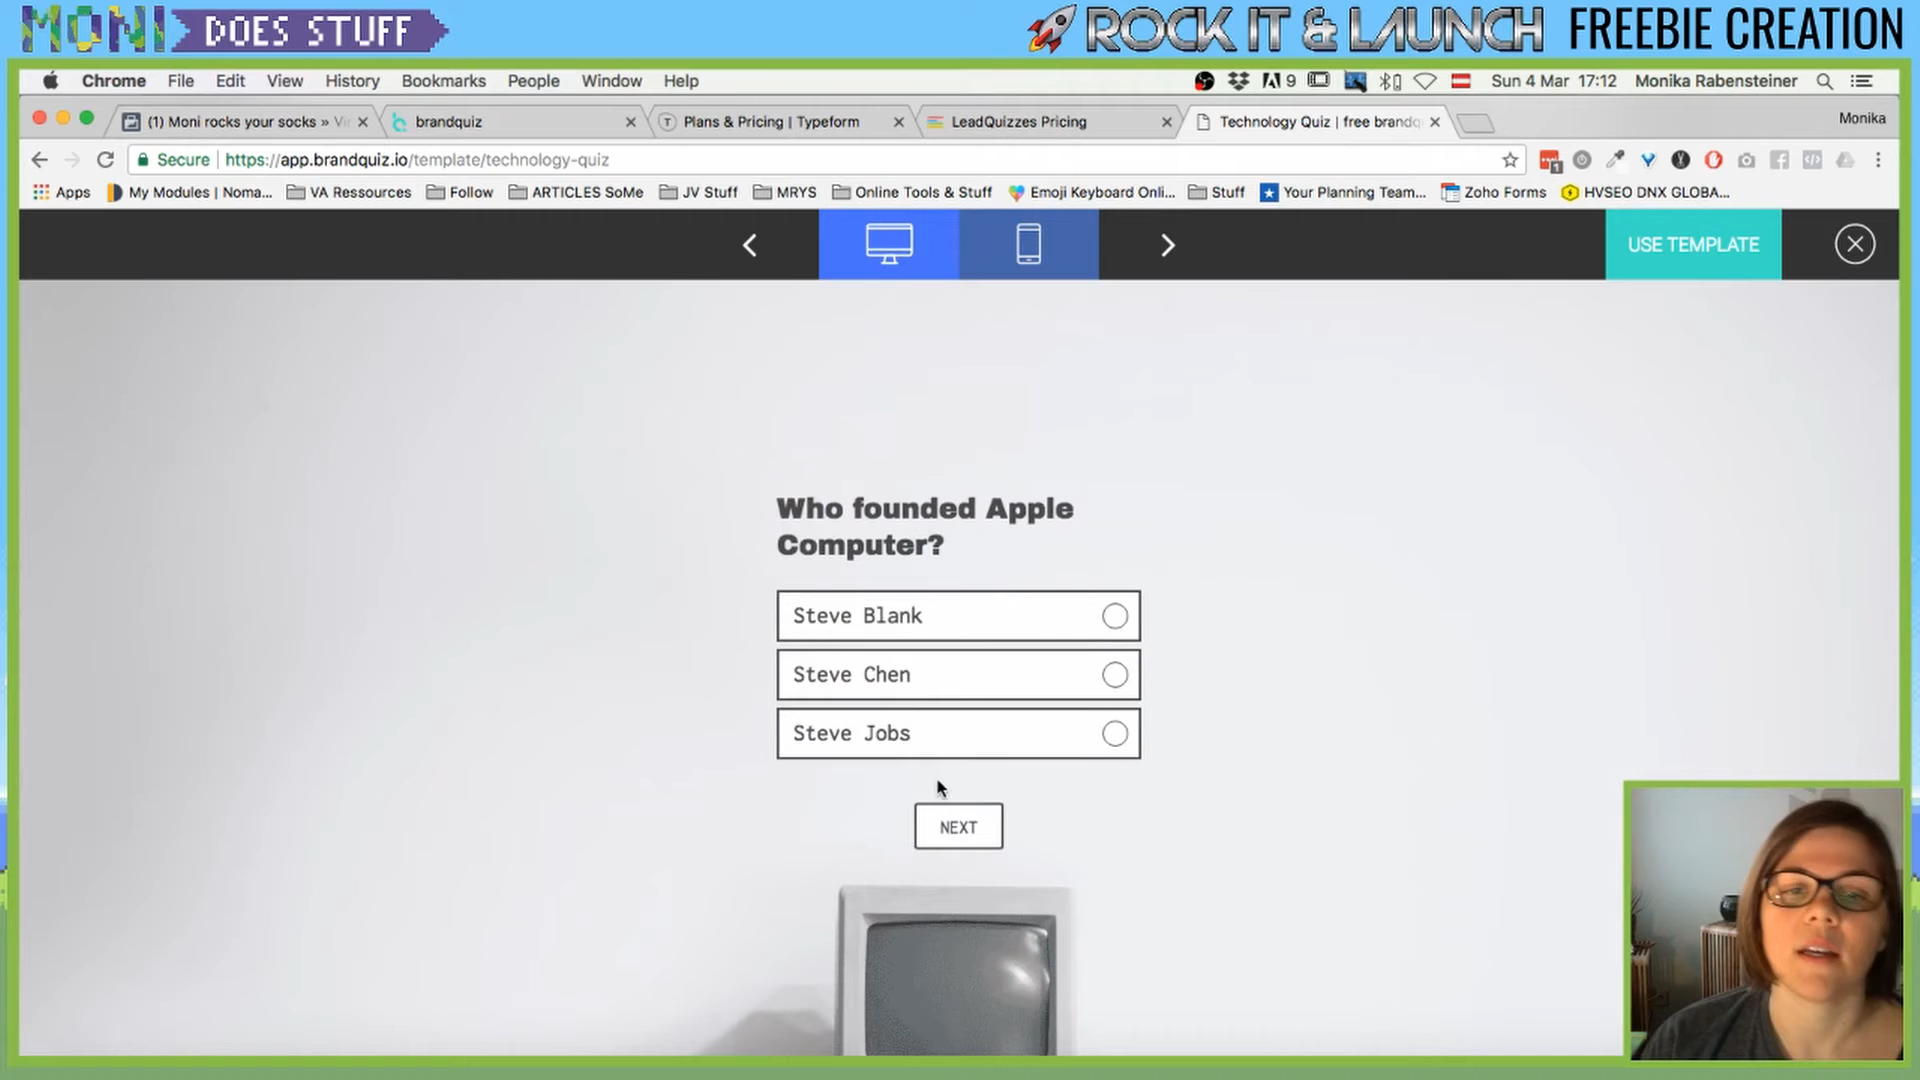 MONI DOES STUFF
ROCK IT & LAUNCH FREEBIE CREATION
Chrome File Edit View History Bookmarks People Window Help
9 Sun 4 Mar 17:12 Monika Rabensteiner
(1) Moni rocks your socks » Vi
brandquiz
Plans & Pricing | Typeform
LeadQuizzes Pricing
Technology Quiz | free brandq
Monika
Secure https://app.brandquiz.io/template/technology-quiz
1
Apps My Modules | Noma... VA Ressources Follow ARTICLES SoMe JV Stuff MRYS Online Tools & Stuff Emoji Keyboard Onli... Stuff Your Planning Team... Zoho Forms HVSEO DNX GLOBA...
USE TEMPLATE
Who founded Apple
Computer?
Steve Blank
Steve Chen
Steve Jobs
NEXT